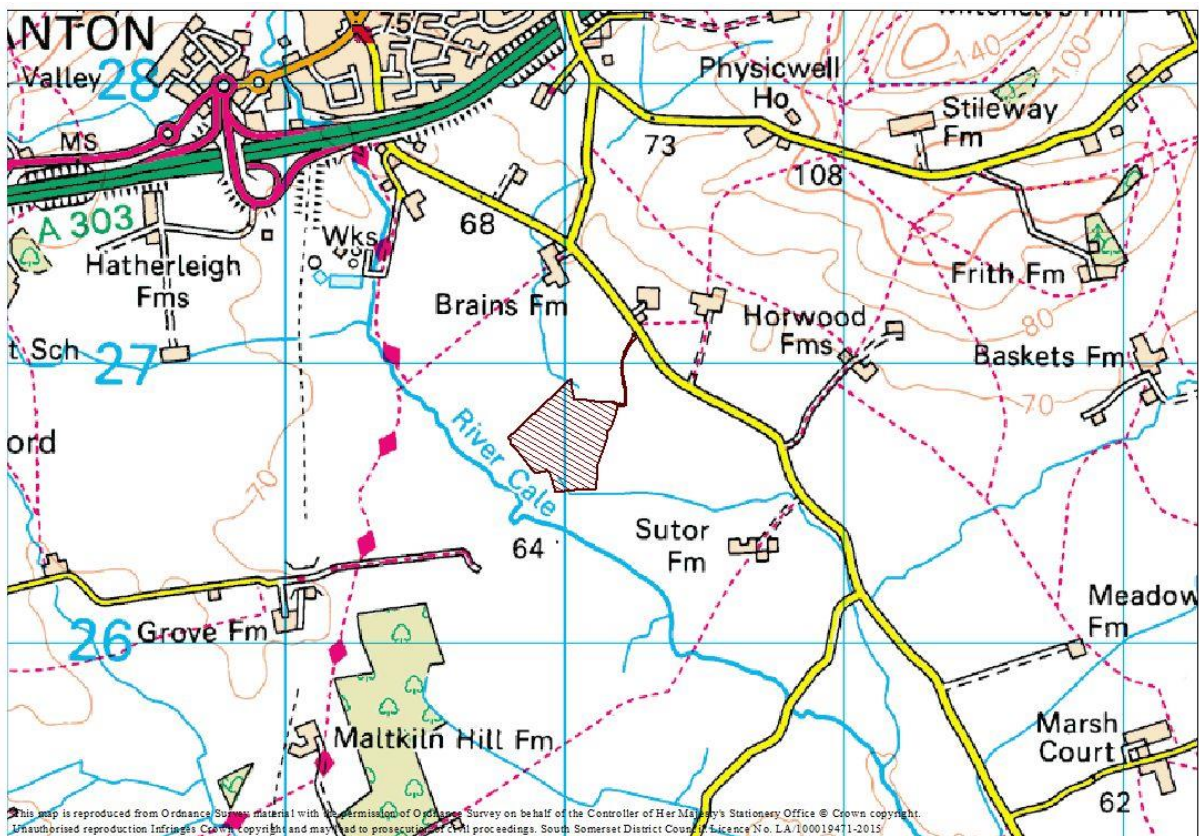 ANTON
75
Valley
28
MS
A 303
Hatherleigh
Fms
Wks
68
Brains Fm
Physicwell
Ho
73
108
140
100
Stileway
Fm
Frith Fm
80
Horwood
Fms
Baskets Fm
70
t Sch
27
River Cale
ord
70
64
Sutor
Fm
Meadow
Fm
26
Grove Fm
Maltkiln Hill Fm
Marsh
Court
62
This map is reproduced from Ordnance Survey material with the permission of Ordnance Survey on behalf of the Controller of Her Majesty's Stationery Office © Crown copyright.
Unauthorised reproduction infringes Crown copyright and may lead to prosecution or civil proceedings. South Somerset District Council Licence No. LA/100019471-2015